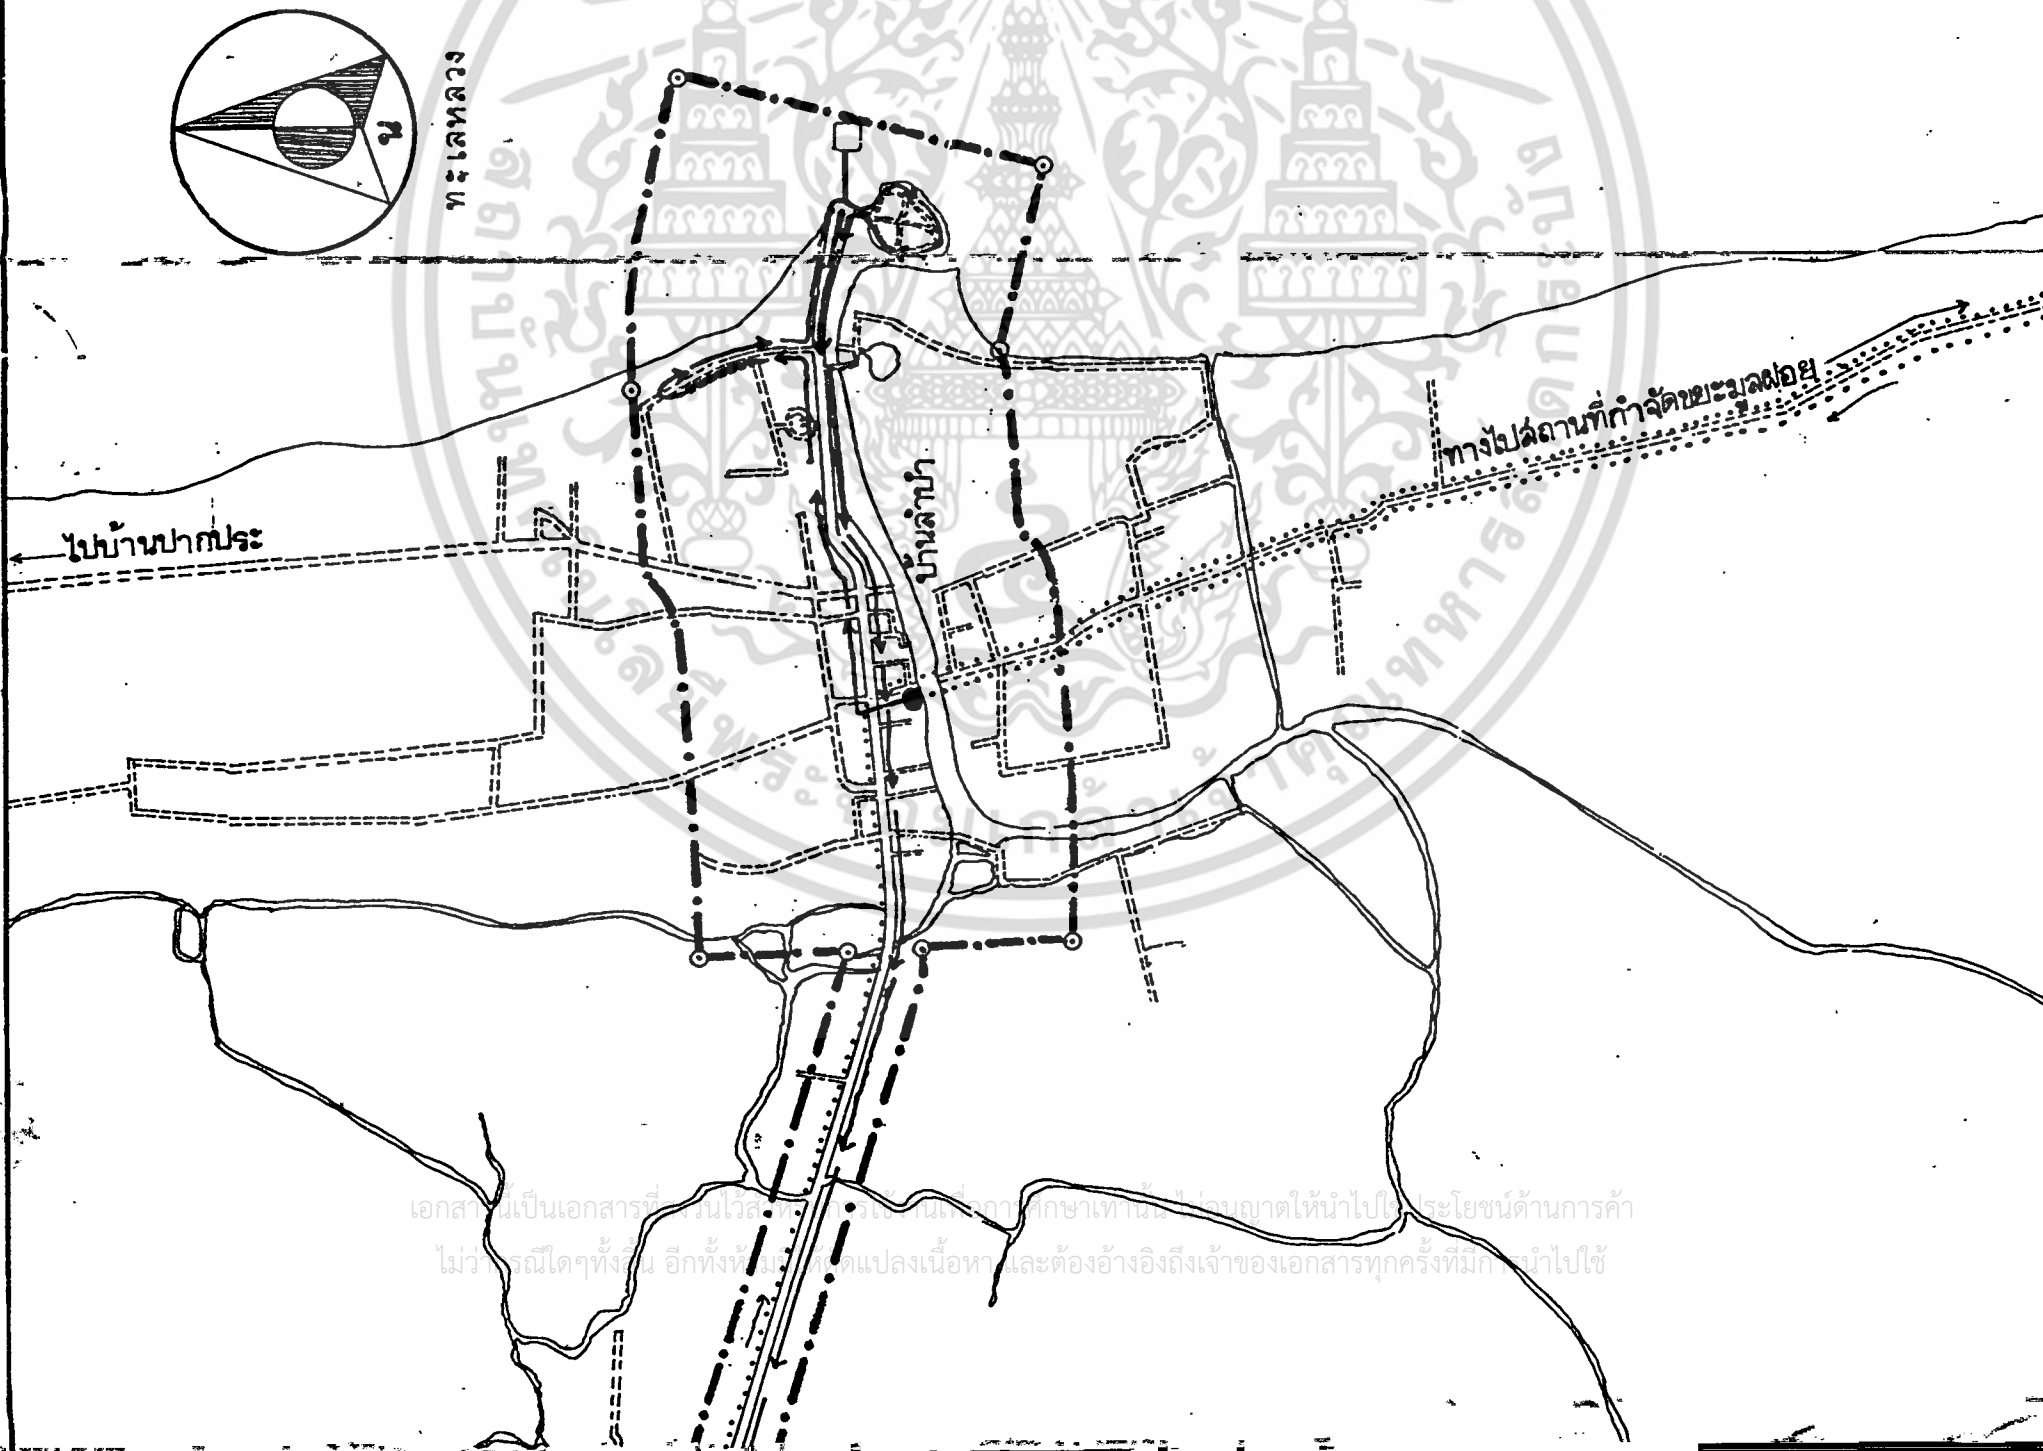 น
ทะเลหลวง
ทางไปสถานที่กำจัดขยะมูลฝอย
บ้านลำปำ
ไปบ้านปากประ
เอกสารนี้เป็นเอกสารที่สงวนไว้สำหรับการใช้งานเพื่อการศึกษาเท่านั้น ไม่อนุญาตให้นำไปใช้ประโยชน์ด้านการค้า
ไม่ว่ากรณีใดๆทั้งสิ้น อีกทั้งห้ามมิให้ดัดแปลงเนื้อหา และต้องอ้างอิงถึงเจ้าของเอกสารทุกครั้งที่มีการนำไปใช้